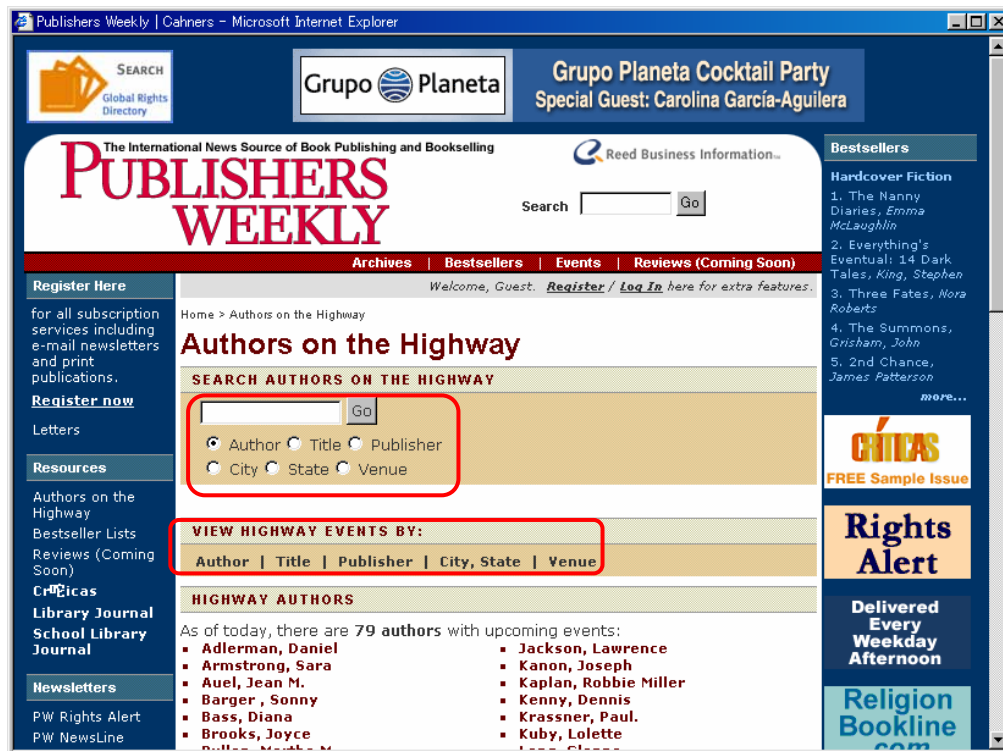 Publishers Weekly | Cahners - Microsoft Internet Explorer
SEARCH
Global Rights
Directory
Grupo Planeta
Grupo Planeta Cocktail Party
Special Guest: Carolina García-Aguilera
The International News Source of Book Publishing and Bookselling
PUBLISHERS
WEEKLY
Reed Business Information
Search
Go
Archives | Bestsellers | Events | Reviews (Coming Soon)
Welcome, Guest. Register / Log In here for extra features.
Register Here
for all subscription
services including
e-mail newsletters
and print
publications.
Register now
Letters
Resources
Authors on the
Highway
Bestseller Lists
Reviews (Coming
Soon)
Library Journal
School Library
Journal
Newsletters
PW Rights Alert
PW NewsLine
Home > Authors on the Highway
Authors on the Highway
SEARCH AUTHORS ON THE HIGHWAY
Go
Author Title Publisher
City State Venue
VIEW HIGHWAY EVENTS BY:
Author | Title | Publisher | City, State | Venue
HIGHWAY AUTHORS
As of today, there are 79 authors with upcoming events:
Adlerman, Daniel
Armstrong, Sara
Auel, Jean M.
Barger , Sonny
Bass, Diana
Brooks, Joyce
Jackson, Lawrence
Kanon, Joseph
Kaplan, Robbie Miller
Kenny, Dennis
Krassner, Paul.
Kuby, Lolette
Bestsellers
Hardcover Fiction
1. The Nanny
Diaries, Emma
McLaughlin
2. Everything's
Eventual: 14 Dark
Tales, King, Stephen
3. Three Fates, Nora
Roberts
4. The Summons,
Grisham, John
5. 2nd Chance,
James Patterson
more...
CRÍTICAS
FREE Sample Issue
Rights
Alert
Delivered
Every
Weekday
Afternoon
Religion
Bookline
.com